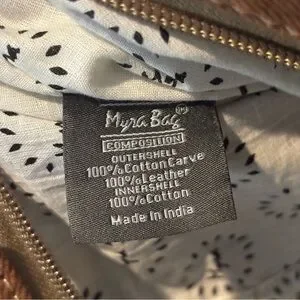 Myra Bag
COMPOSITION
OUTERSHELL
100%CottonCarve
100%Leather
INNERSHELL
100%Cotton
Made In India